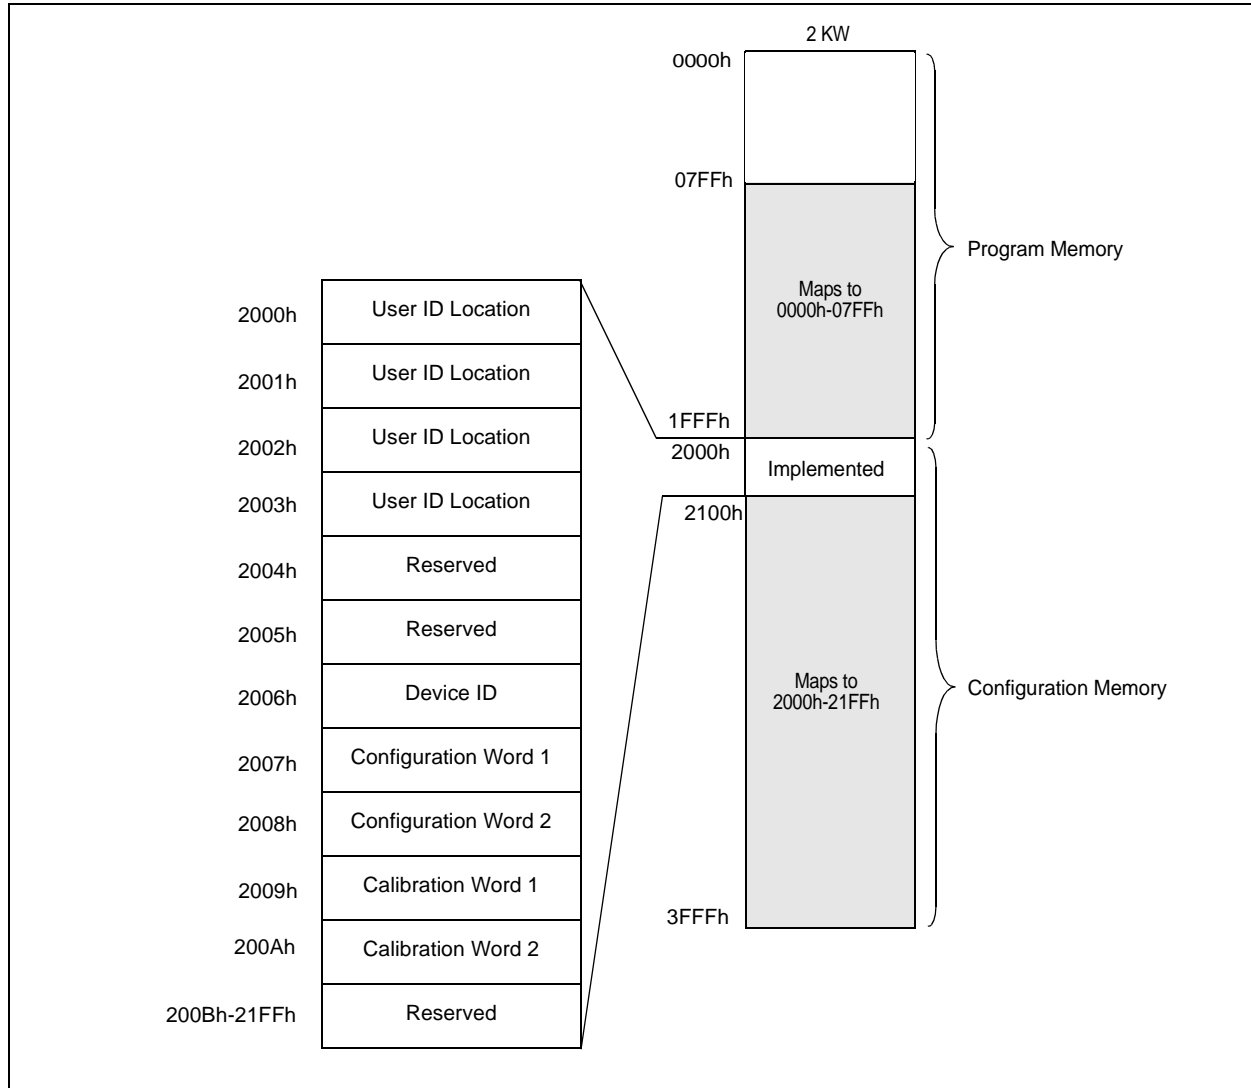 2 KW
0000h
07FFh
Program Memory
Maps to
0000h-07FFh
1FFFh
2000h
Implemented
2100h
Maps to
2000h-21FFh
Configuration Memory
3FFFh
2000h
User ID Location
2001h
User ID Location
2002h
User ID Location
2003h
User ID Location
2004h
Reserved
2005h
Reserved
2006h
Device ID
2007h
Configuration Word 1
2008h
Configuration Word 2
2009h
Calibration Word 1
200Ah
Calibration Word 2
200Bh-21FFh
Reserved